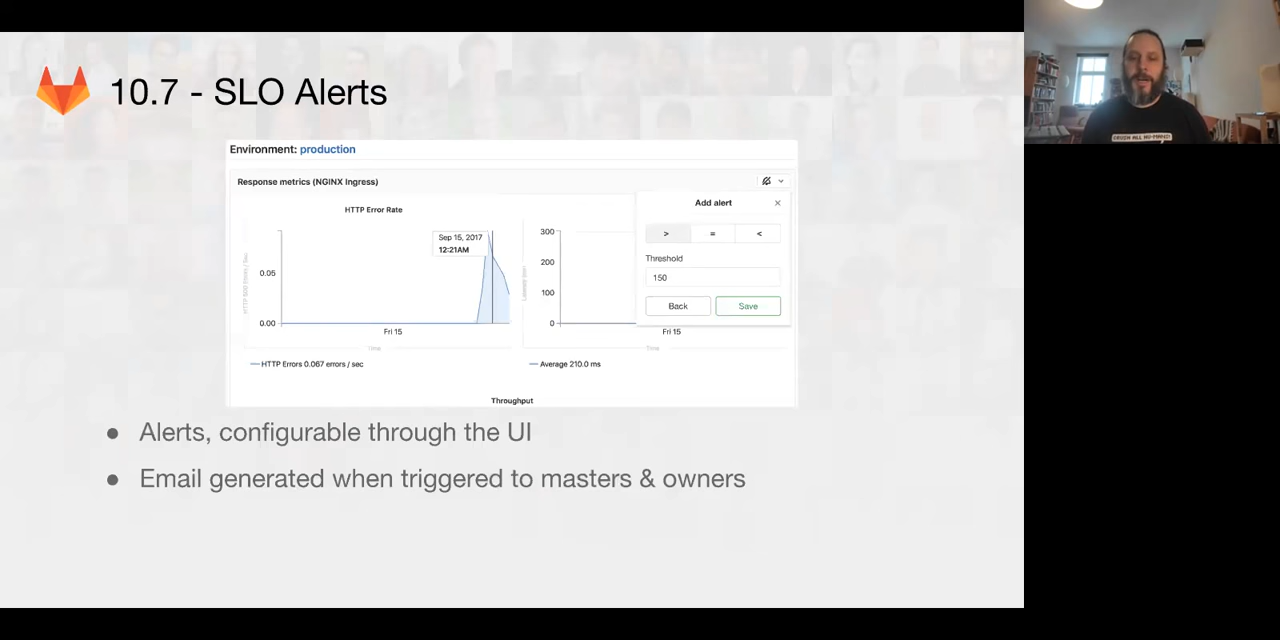 10.7 - SLO Alerts
Environment: production
Response metrics (NGINX Ingress)
HTTP Error Rate
Sep 15, 2017
12:21AM
0.05
0.00
Fri 15
Time
HTTP Errors 0.067 errors / sec
300
200
100
0
Fri 15
Time
Average 210.0 ms
Add alert
>
=
<
Threshold
150
Back
Save
Throughput
Alerts, configurable through the UI
Email generated when triggered to masters & owners